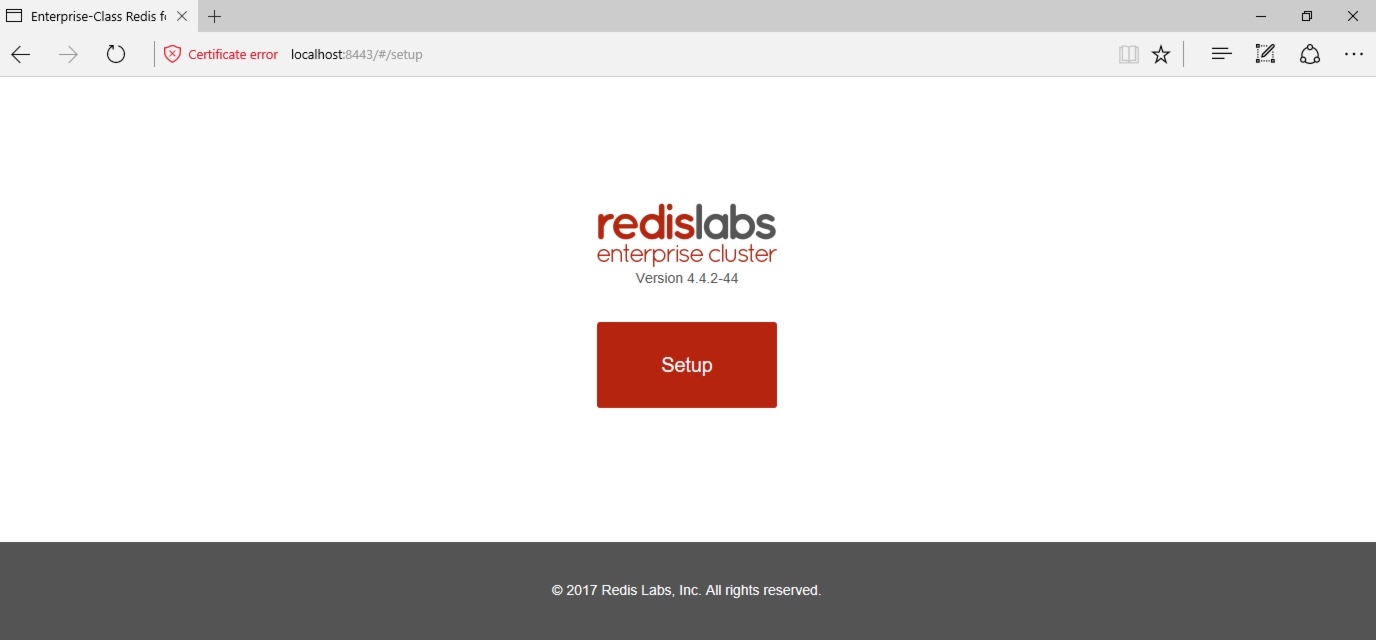 Enterprise-Class Redis f
Certificate error
localhost:8443/#/setup
redislabs
enterprise cluster
Version 4.4.2-44
Setup
© 2017 Redis Labs, Inc. All rights reserved.